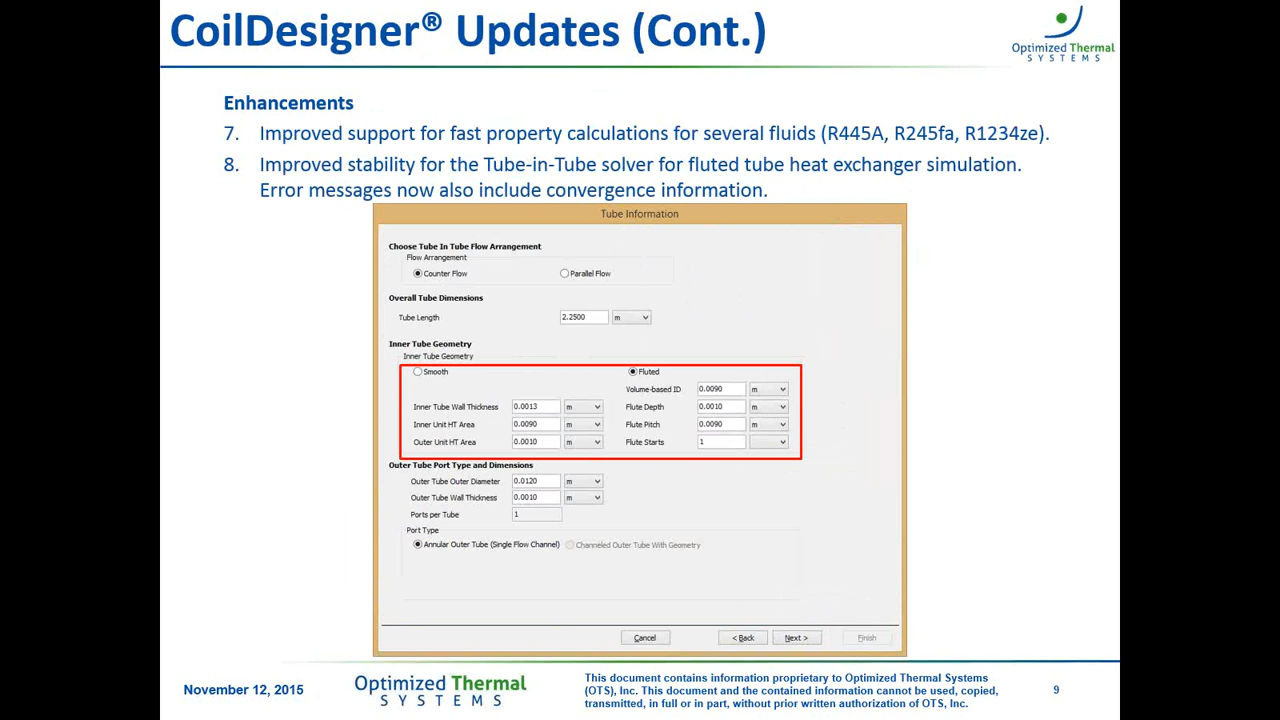 CoilDesigner® Updates (Cont.)
Optimized Thermal
SYSTEMS
Enhancements
7. Improved support for fast property calculations for several fluids (R445A, R245fa, R1234ze).
8. Improved stability for the Tube-in-Tube solver for fluted tube heat exchanger simulation.
Error messages now also include convergence information.
Tube Information
Choose Tube In Tube Flow Arrangement
Flow Arrangement
Counter Flow Parallel Flow
Overall Tube Dimensions
Tube Length 2.2500 m
Inner Tube Geometry
Inner Tube Geometry
Smooth Fluted
Volume-based ID 0.0090 m
Inner Tube Wall Thickness 0.0013 m Flute Depth 0.0010 m
Inner Unit HT Area 0.0090 m Flute Pitch 0.0090 m
Outer Unit HT Area 0.0010 m Flute Starts 1
Outer Tube Port Type and Dimensions
Outer Tube Outer Diameter 0.0120 m
Outer Tube Wall Thickness 0.0010 m
Ports per Tube 1
Port Type
Annular Outer Tube (Single Flow Channel) Channeled Outer Tube With Geometry
Cancel < Back Next > Finish
November 12, 2015
Optimized Thermal
SYSTEMS
This document contains information proprietary to Optimized Thermal Systems
(OTS), Inc. This document and the contained information cannot be used, copied,
transmitted, in full or in part, without prior written authorization of OTS, Inc.
9